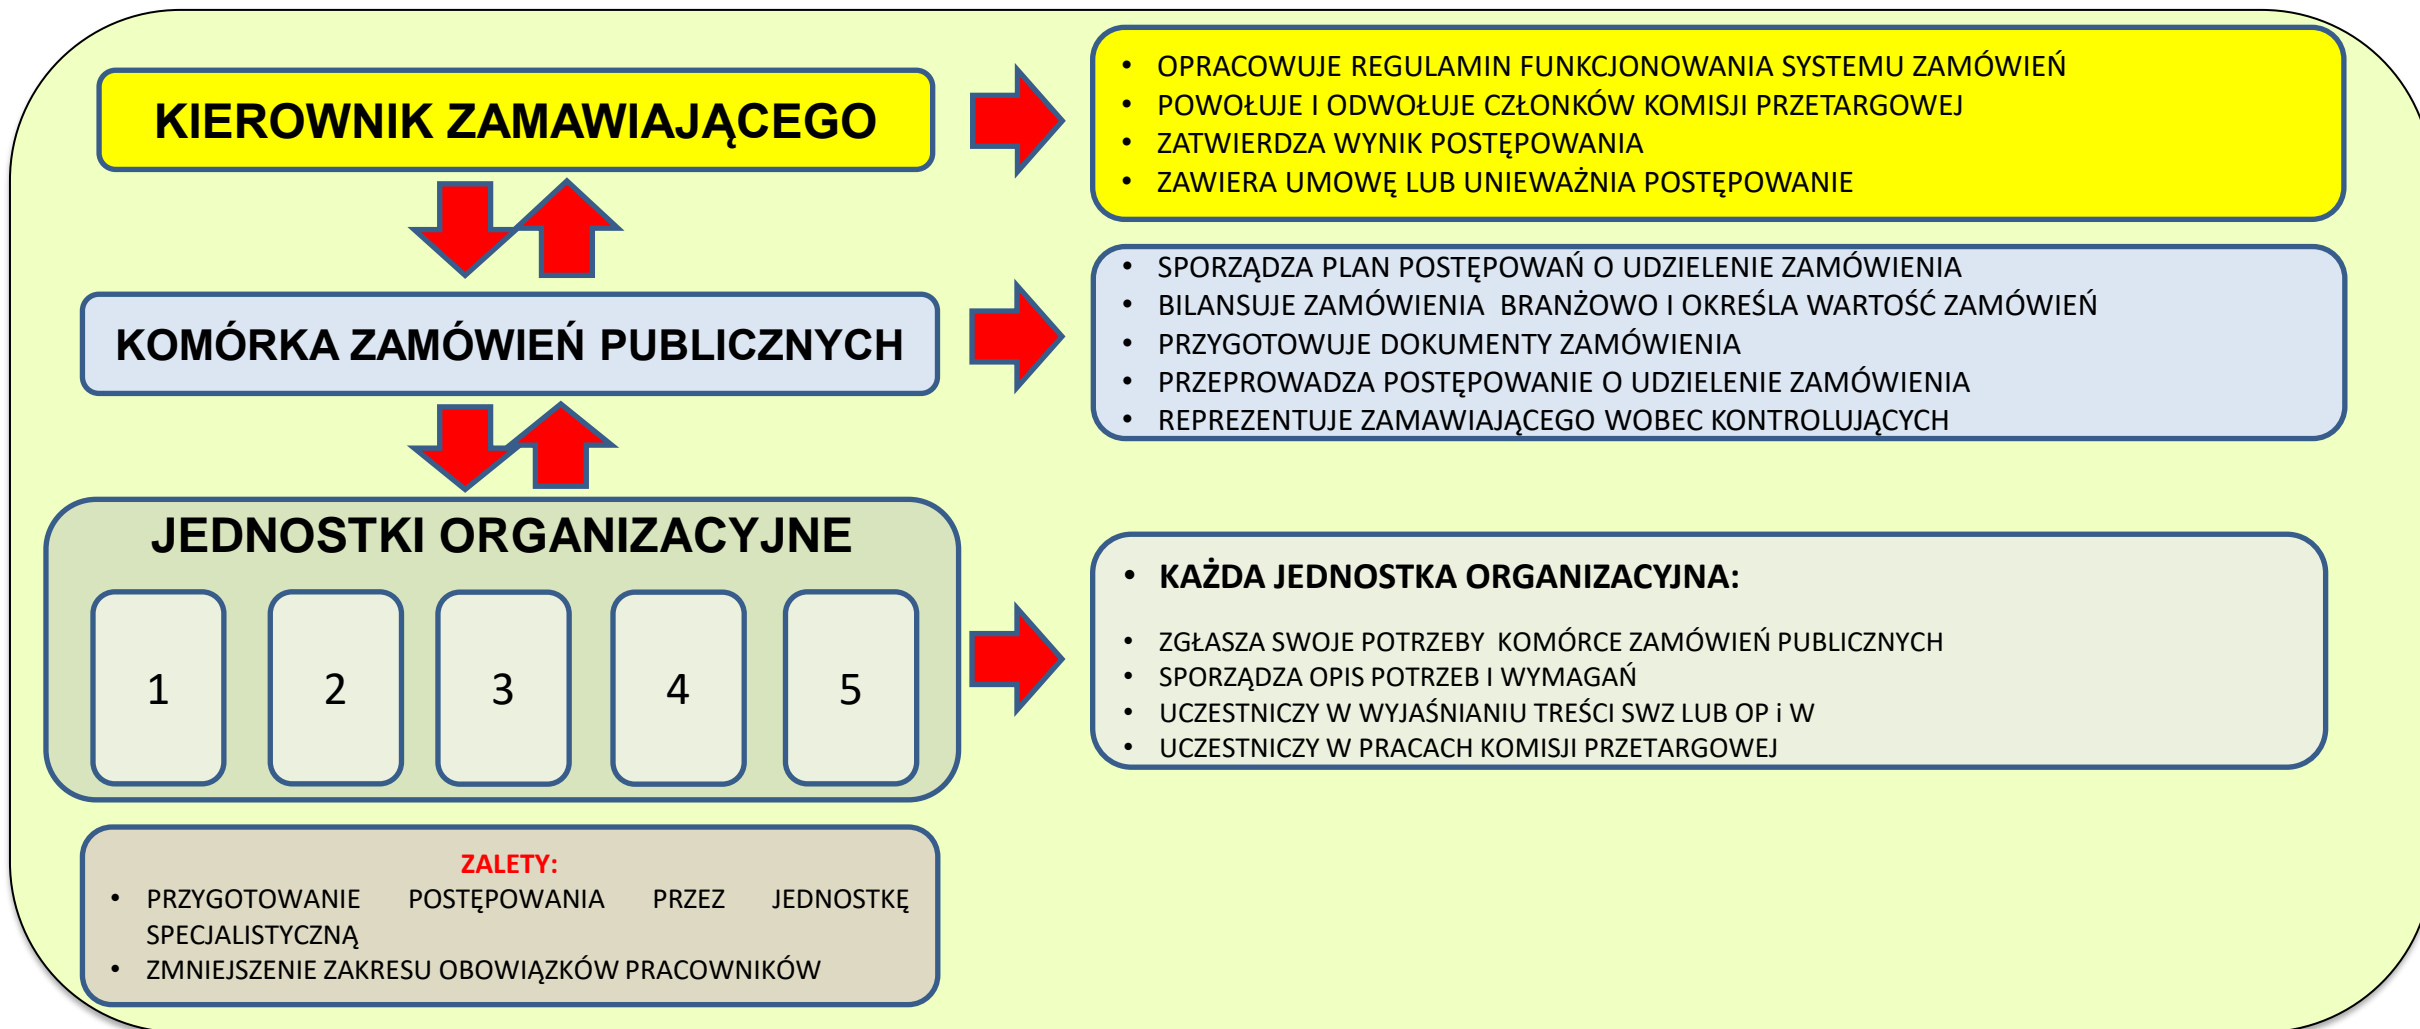 KIEROWNIK ZAMAWIAJĄCEGO
• OPRACOWUJE REGULAMIN FUNKCJONOWANIA SYSTEMU ZAMÓWIEŃ
• POWOŁUJE I ODWOŁUJE CZŁONKÓW KOMISJI PRZETARGOWEJ
• ZATWIERDZA WYNIK POSTĘPOWANIA
• ZAWIERA UMOWĘ LUB UNIEWAŻNIA POSTĘPOWANIE
KOMÓRKA ZAMÓWIEŃ PUBLICZNYCH
• SPORZĄDZA PLAN POSTĘPOWAŃ O UDZIELENIE ZAMÓWIENIA
• BILANSUJE ZAMÓWIENIA BRANŻOWO I OKREŚLA WARTOŚĆ ZAMÓWIEŃ
• PRZYGOTOWUJE DOKUMENTY ZAMÓWIENIA
• PRZEPROWADZA POSTĘPOWANIE O UDZIELENIE ZAMÓWIENIA
• REPREZENTUJE ZAMAWIAJĄCEGO WOBEC KONTROLUJĄCYCH
JEDNOSTKI ORGANIZACYJNE
1 2 3 4 5
• KAŻDA JEDNOSTKA ORGANIZACYJNA:
• ZGŁASZA SWOJE POTRZEBY KOMÓRCE ZAMÓWIEŃ PUBLICZNYCH
• SPORZĄDZA OPIS POTRZEB I WYMAGAŃ
• UCZESTNICZY W WYJAŚNIANIU TREŚCI SWZ LUB OP i W
• UCZESTNICZY W PRACACH KOMISJI PRZETARGOWEJ
ZALETY:
• PRZYGOTOWANIE POSTĘPOWANIA PRZEZ JEDNOSTKĘ
SPECJALISTYCZNĄ
• ZMNIEJSZENIE ZAKRESU OBOWIĄZKÓW PRACOWNIKÓW